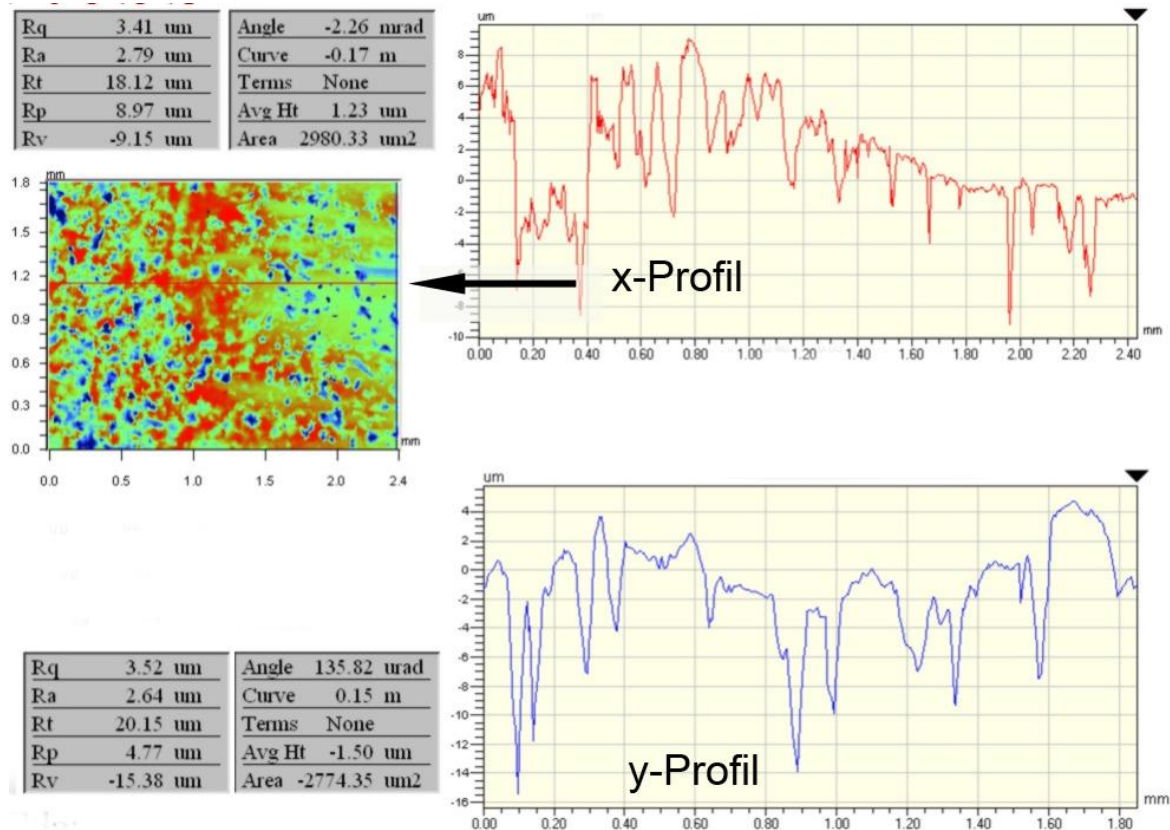 Rq 3.41 um
Ra 2.79 um
Rt 18.12 um
Rp 8.97 um
Rv -9.15 um
Angle -2.26 mrad
Curve -0.17 m
Terms None
Avg Ht 1.23 um
Area 2980.33 um2
um
8
6
4
2
0
-2
-4
-8
-10
0.00 0.20 0.40 0.60 0.80 1.00 1.20 1.40 1.60 1.80 2.00 2.20 2.40
mm
x-Profil
mm
1.8
1.5
1.2
0.9
0.6
0.3
0.0
mm
0.0 0.5 1.0 1.5 2.0 2.4
um
4
2
0
-2
-4
-6
-8
-10
-12
-14
-16
0.00 0.20 0.40 0.60 0.80 1.00 1.20 1.40 1.60 1.80
mm
y-Profil
Rq 3.52 um
Ra 2.64 um
Rt 20.15 um
Rp 4.77 um
Rv -15.38 um
Angle 135.82 urad
Curve 0.15 m
Terms None
Avg Ht -1.50 um
Area -2774.35 um2